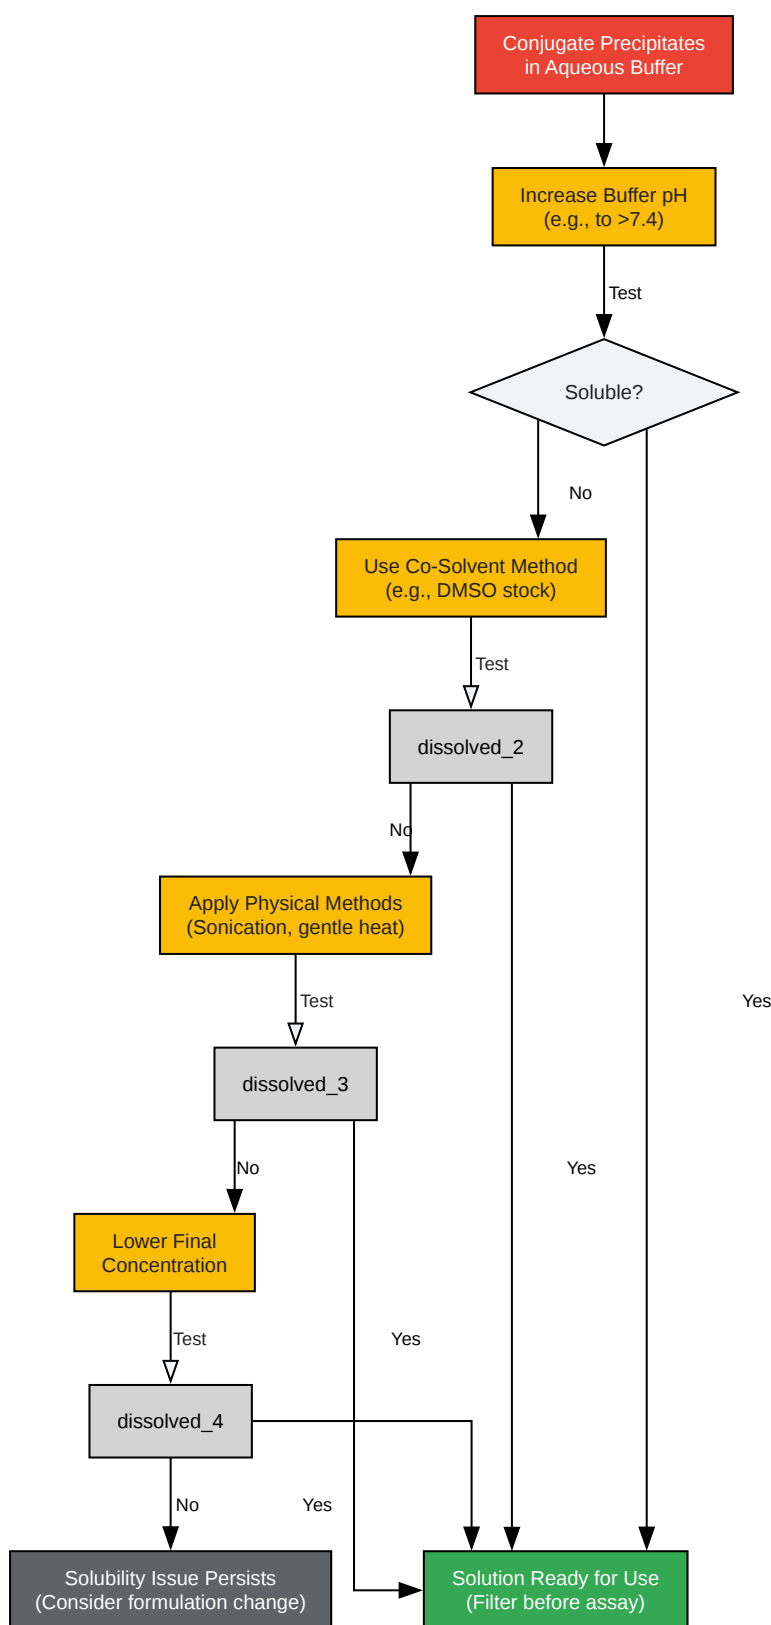 Conjugate Precipitates
in Aqueous Buffer
Increase Buffer pH
(e.g., to >7.4)
Test
Soluble?
No
Use Co-Solvent Method
(e.g., DMSO stock)
Test
dissolved_2
No
Apply Physical Methods
(Sonication, gentle heat)
Test
Yes
dissolved_3
No
Yes
Lower Final
Concentration
Test
Yes
dissolved_4
No
Yes
Solubility Issue Persists
(Consider formulation change)
Solution Ready for Use
(Filter before assay)